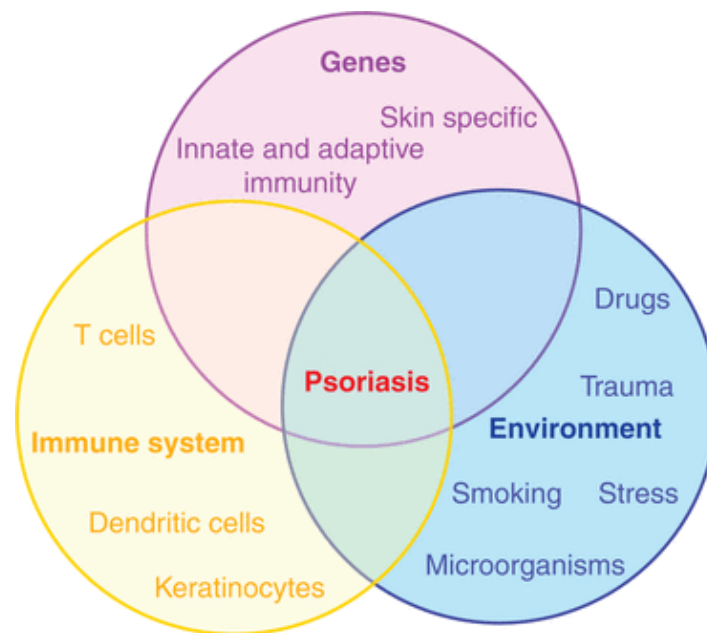 Genes
Skin specific
Innate and adaptive
immunity
Drugs
T cells
Psoriasis
Trauma
Environment
Immune system
Smoking
Stress
Dendritic cells
Microorganisms
Keratinocytes